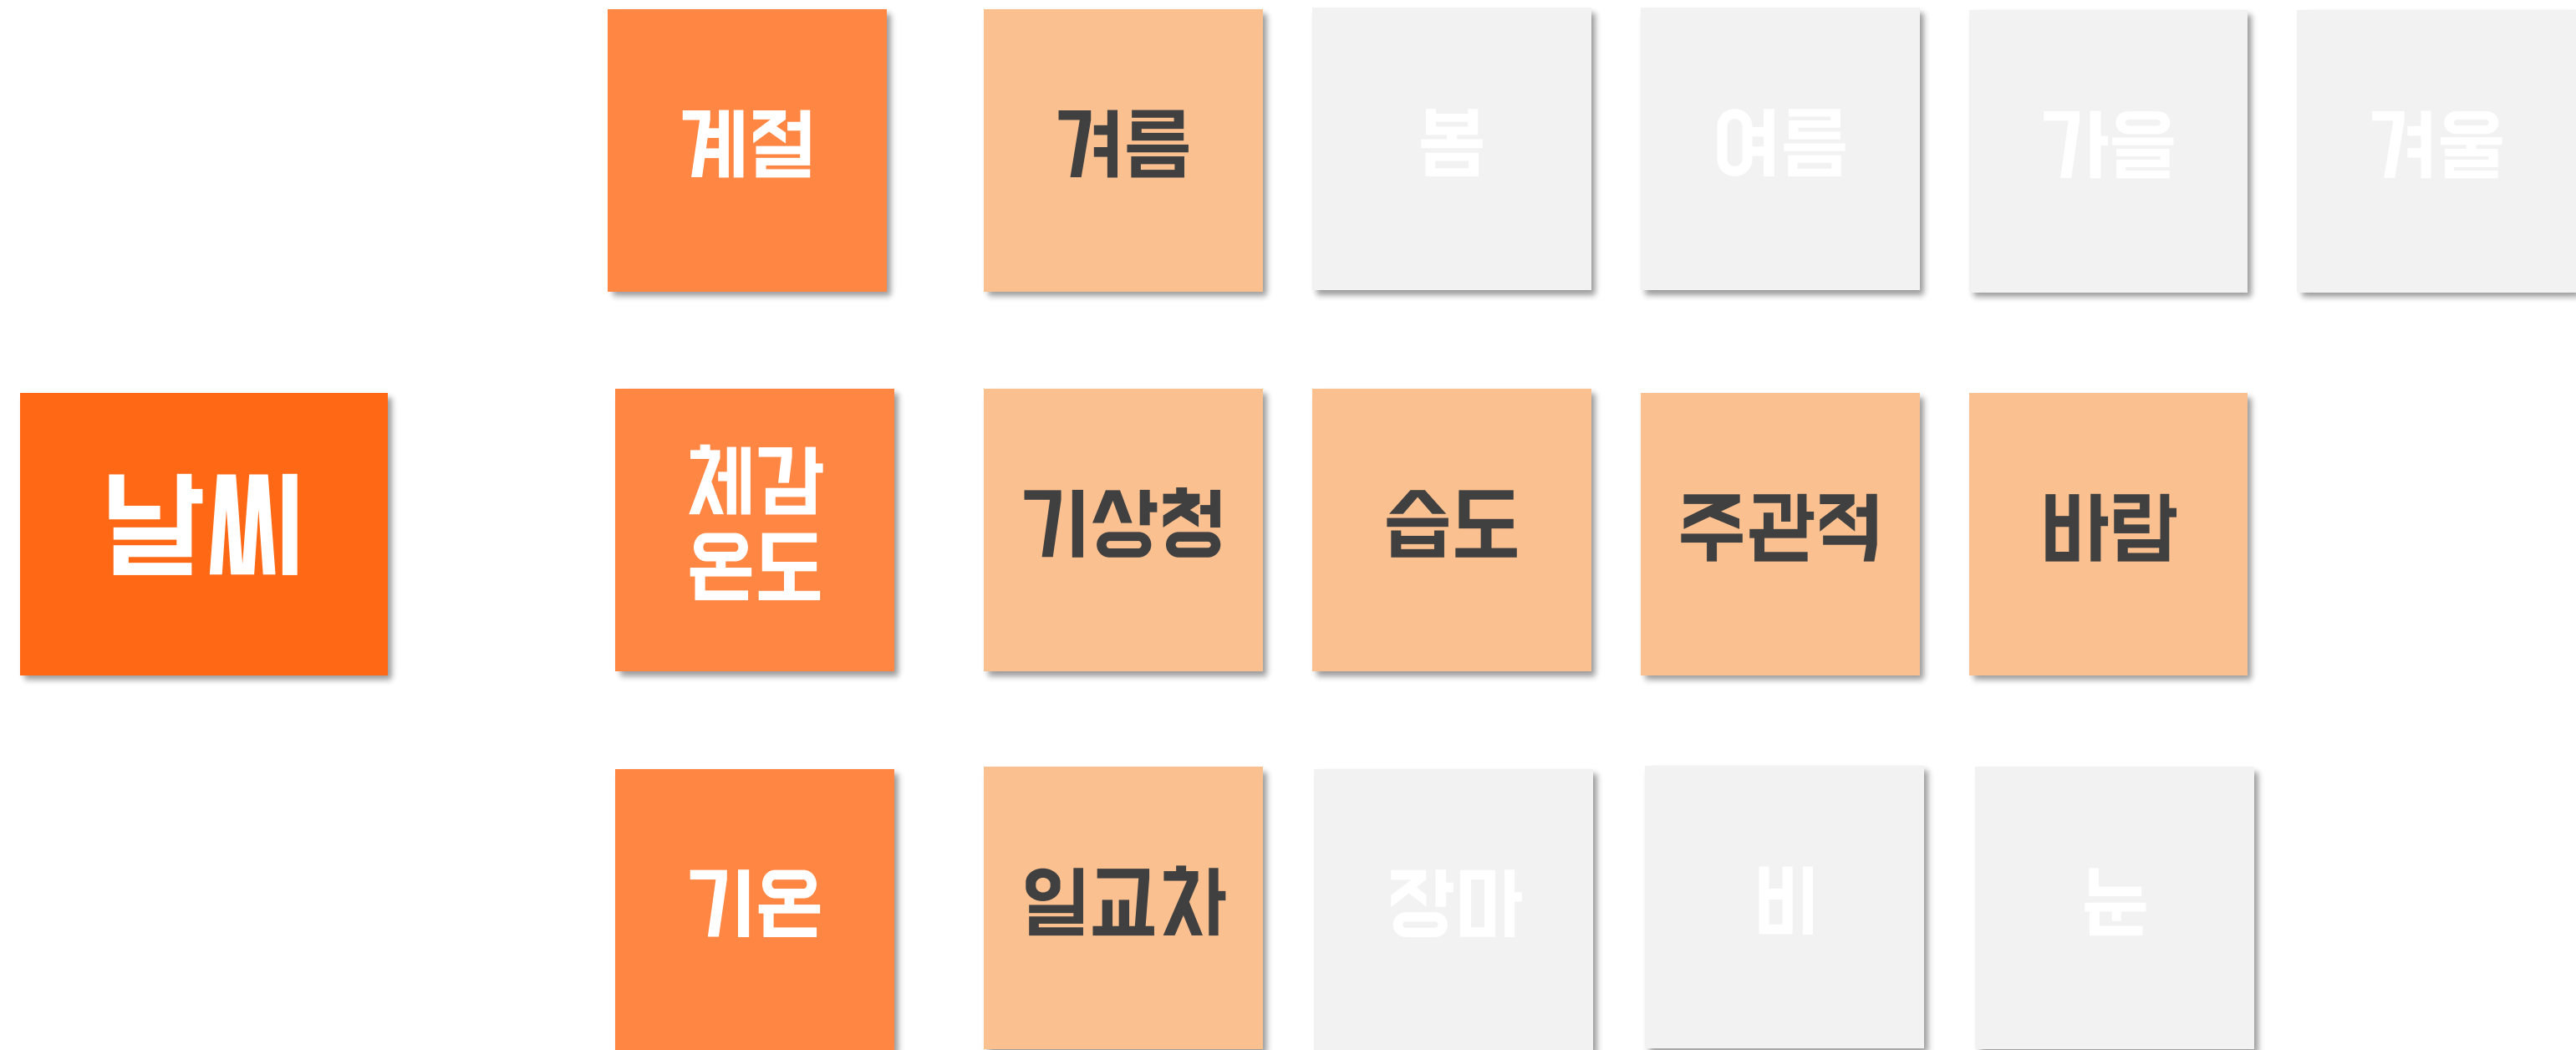 계절
겨름
봄
여름
가을
겨울
날씨
체감
온도
기상청
습도
주관적
바람
기온
일교차
장마
비
눈